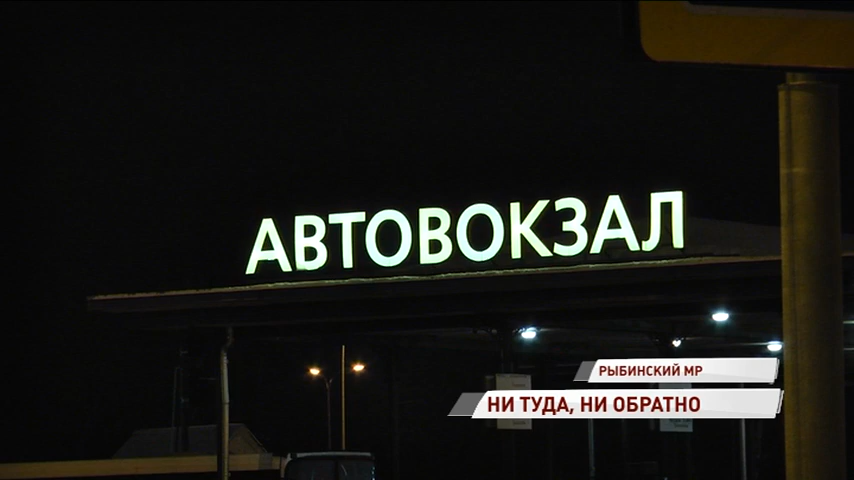 АВТОВОКЗАЛ
РЫБИНСКИЙ МР
НИ ТУДА, НИ ОБРАТНО